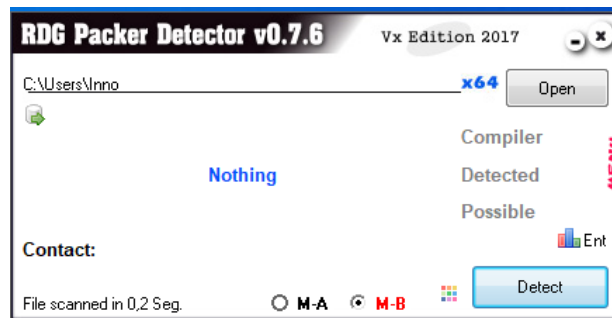 RDG Packer Detector v0.7.6 Vx Edition 2017
C:\Users\Inno x64 Open
Compiler
Nothing Detected
Possible
Ent
Contact:
File scanned in 0,2 Seg. M-A M-B Detect